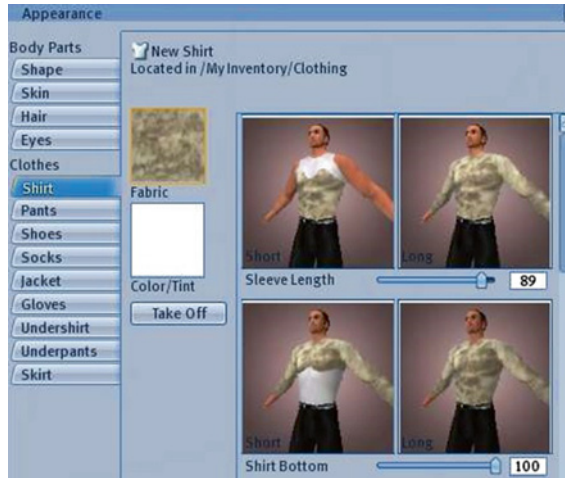 Appearance
Body Parts
Shape
Skin
Hair
Eyes
Clothes
Shirt
Pants
Shoes
Socks
Jacket
Gloves
Undershirt
Underpants
Skirt
New Shirt
Located in /My Inventory/Clothing
Fabric
Color/Tint
Take Off
Short
Long
Sleeve Length
89
Short
Long
Shirt Bottom
100